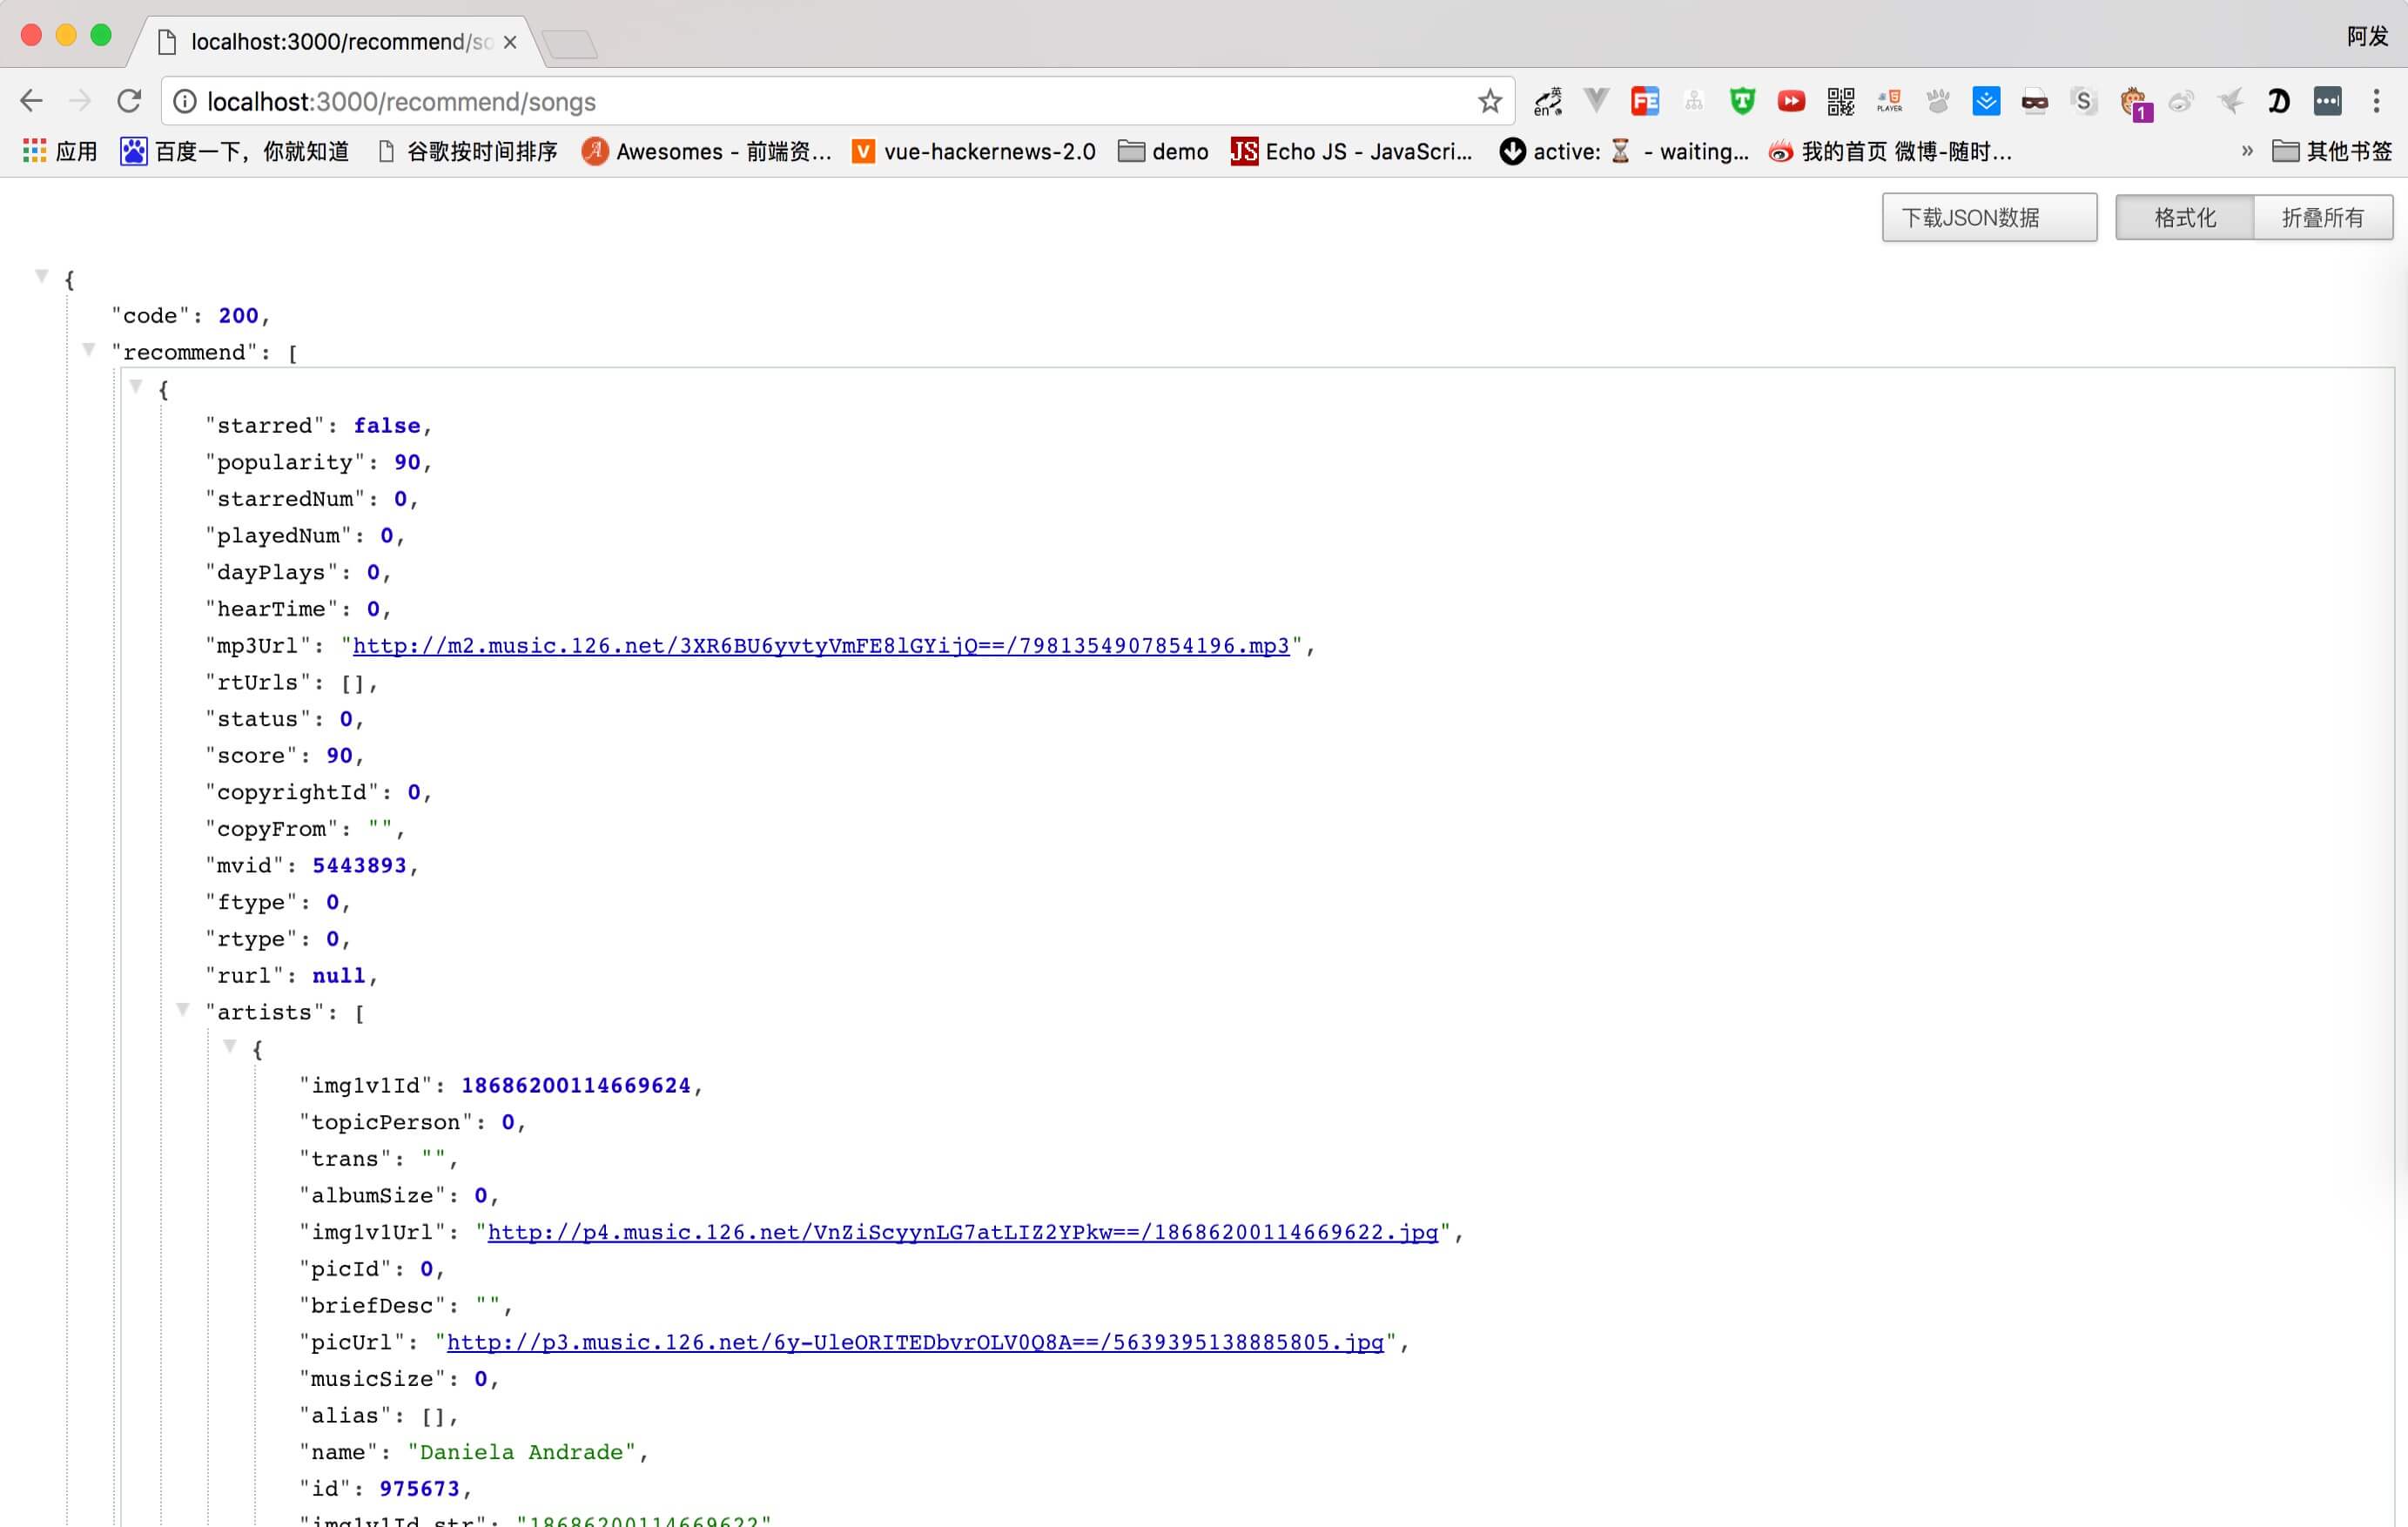 localhost:3000/recommend/so
阿发
localhost:3000/recommend/songs
应用 百度一下，你就知道 谷歌按时间排序 Awesomes - 前端资... vue-hackernews-2.0 demo JS Echo JS - JavaScri... active: ⌛ - waiting... 我的首页 微博-随时... » 其他书签
下载JSON数据 格式化 折叠所有
{
"code": 200,
"recommend": [
{
"starred": false,
"popularity": 90,
"starredNum": 0,
"playedNum": 0,
"dayPlays": 0,
"hearTime": 0,
"mp3Url": "http://m2.music.126.net/3XR6BU6yvtyVmFE8lGYijQ==/7981354907854196.mp3",
"rtUrls": [],
"status": 0,
"score": 90,
"copyrightId": 0,
"copyFrom": "",
"mvid": 5443893,
"ftype": 0,
"rtype": 0,
"rurl": null,
"artists": [
{
"img1v1Id": 18686200114669624,
"topicPerson": 0,
"trans": "",
"albumSize": 0,
"img1v1Url": "http://p4.music.126.net/VnZiScyynLG7atLIZ2YPkw==/18686200114669622.jpg",
"picId": 0,
"briefDesc": "",
"picUrl": "http://p3.music.126.net/6y-UleORITEDbvrOLV0Q8A==/5639395138885805.jpg",
"musicSize": 0,
"alias": [],
"name": "Daniela Andrade",
"id": 975673,
"img1v1Id_str": "18686200114669622"